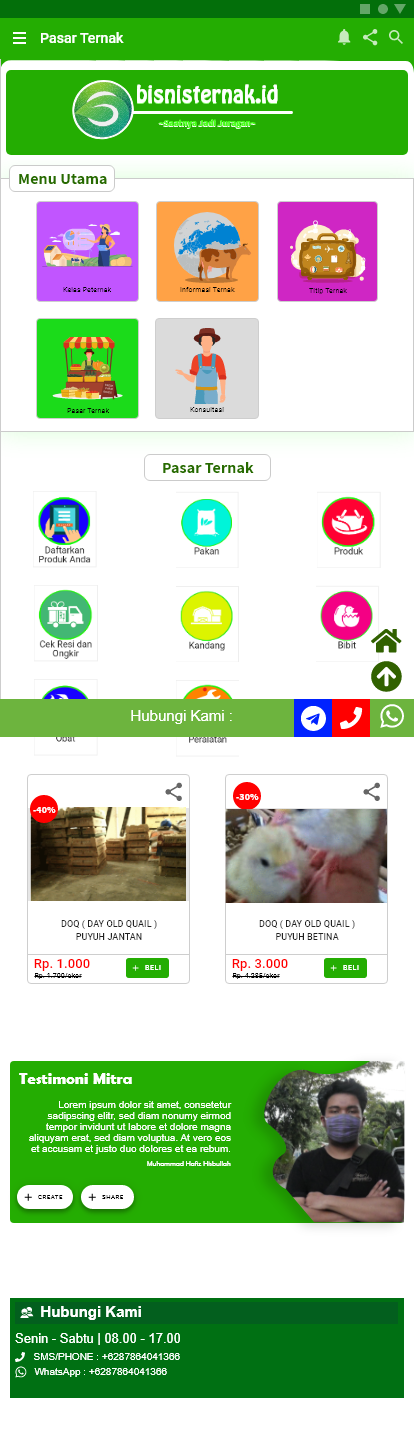 Pasar Ternak
bisnisternak.id
~Saatnya Jadi Juragan~
Menu Utama
Kelas Peternak
Informasi Ternak
Titip Ternak
Pasar Ternak
Konsultasi
Pasar Ternak
Daftarkan
Produk Anda
Pakan
Produk
Cek Resi dan
Ongkir
Kandang
Bibit
Hubungi Kami :
Obat
Peralatan
-40%
-30%
DOQ ( DAY OLD QUAIL )
PUYUH JANTAN
DOQ ( DAY OLD QUAIL )
PUYUH BETINA
Rp. 1.000
Rp. 1.700/ekor
+ BELI
Rp. 3.000
Rp. 4.285/ekor
+ BELI
Testimoni Mitra
Lorem ipsum dolor sit amet, consetetur
sadipscing elitr, sed diam nonumy eirmod
tempor invidunt ut labore et dolore magna
aliquyam erat, sed diam voluptua. At vero eos
et accusam et justo duo dolores et ea rebum.
Muhammad Hafiz Hisbullah
+ CREATE
+ SHARE
Hubungi Kami
Senin - Sabtu | 08.00 - 17.00
SMS/PHONE : +6287864041366
WhatsApp : +6287864041366